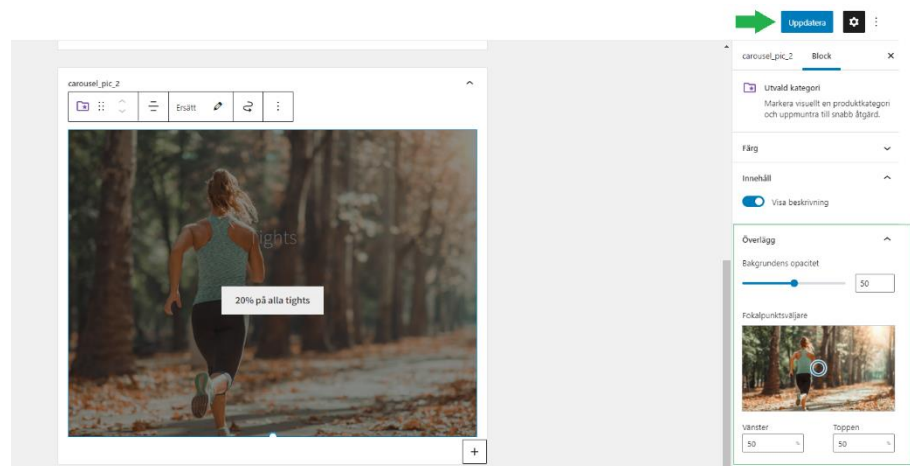 Uppdatera
carousel_pic_2
Block
Utvald kategori
Markera visuellt en produktkategori
och uppmuntra till snabb åtgärd.
Färg
Innehåll
Visa beskrivning
Överlägg
Bakgrundens opacitet
50
Fokalpunktsväljare
Vänster
Toppen
50 %
50 %
carousel_pic_2
Ersätt
Tights
20% på alla tights